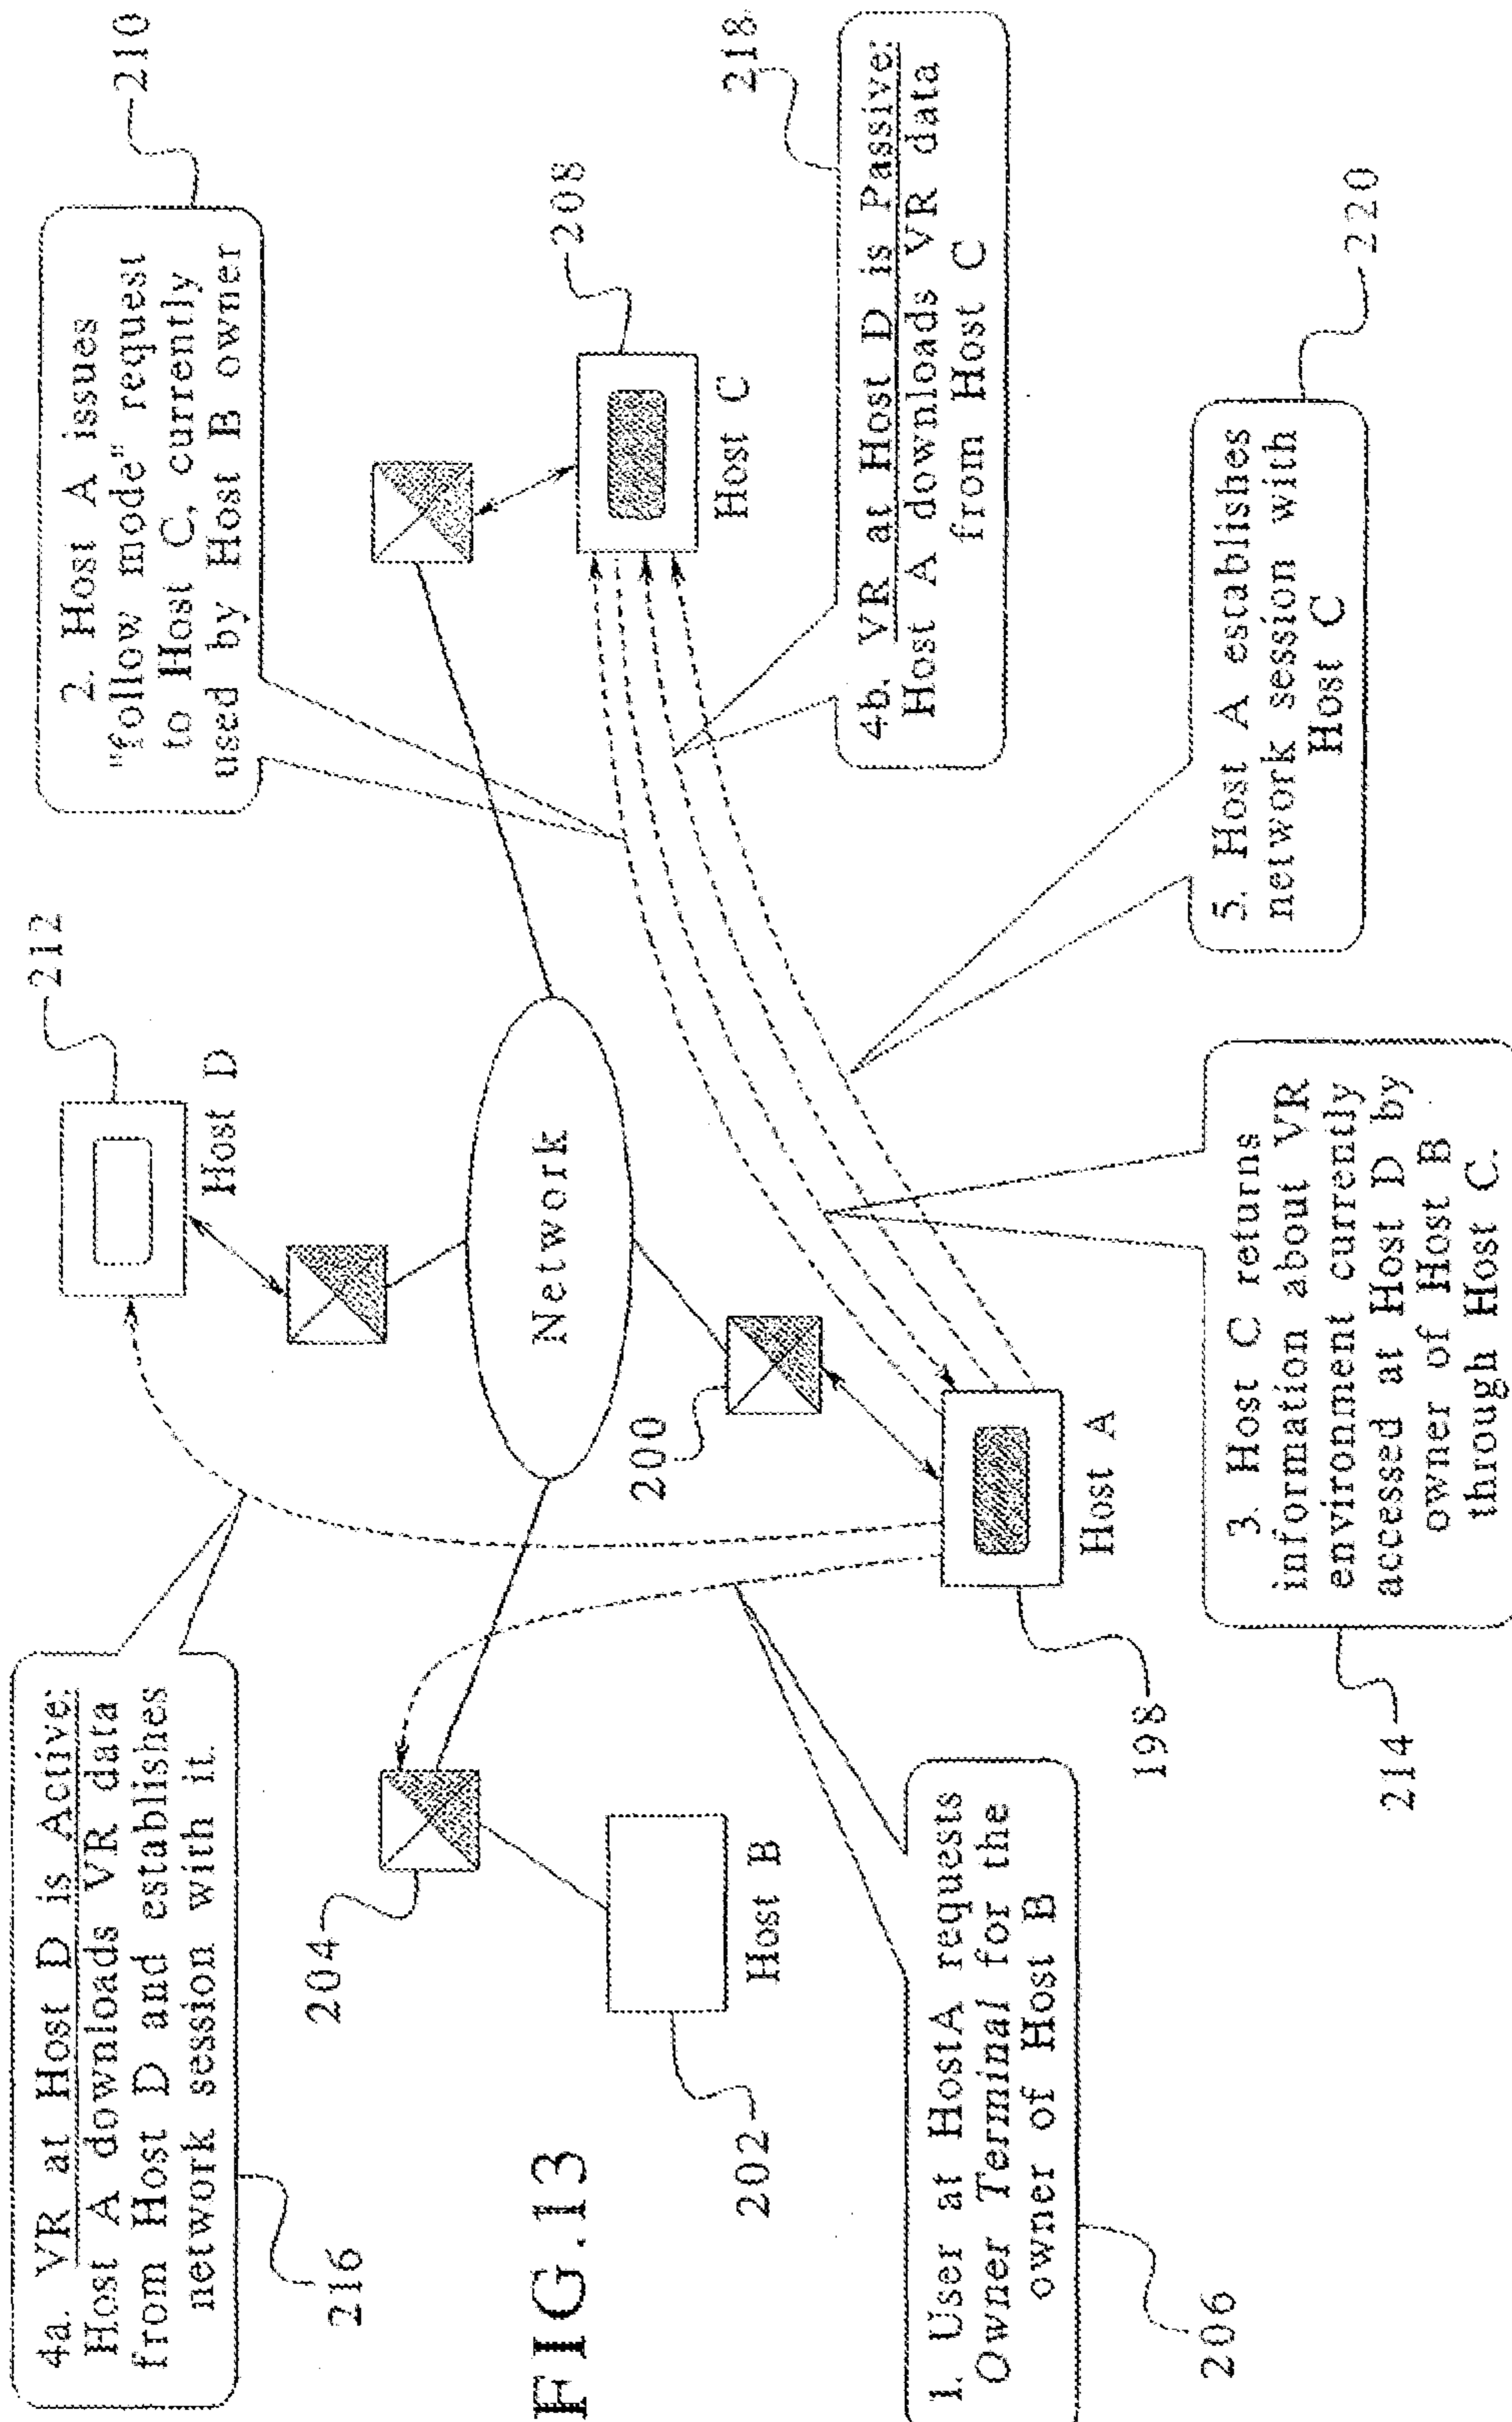 4a. VR at Host D is Active:
Host A downloads VR data
from Host D and establishes
network session with it.
216
212
Host D
2. Host A issues
"follow mode" request
to Host C, currently
used by Host B owner
210
204
Network
208
Host C
202
Host B
200
218
4b. VR at Host D is Passive:
Host A downloads VR data
from Host C
FIG.13
1. User at HostA requests
Owner Terminal for the
owner of Host B
206
198
Host A
5. Host A establishes
network session with
Host C
220
3. Host C returns
information about VR
environment currently
accessed at Host D by
owner of Host B
through Host C.
214